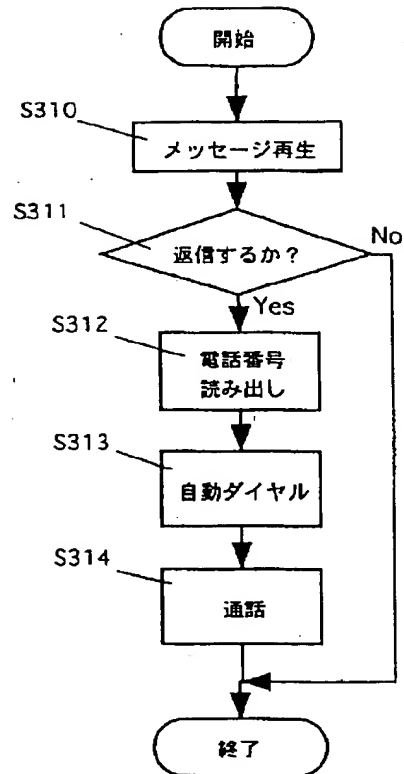 開始
S310
メッセージ再生
S311
返信するか？
No
Yes
S312
電話番号
読み出し
S313
自動ダイヤル
S314
通話
終了